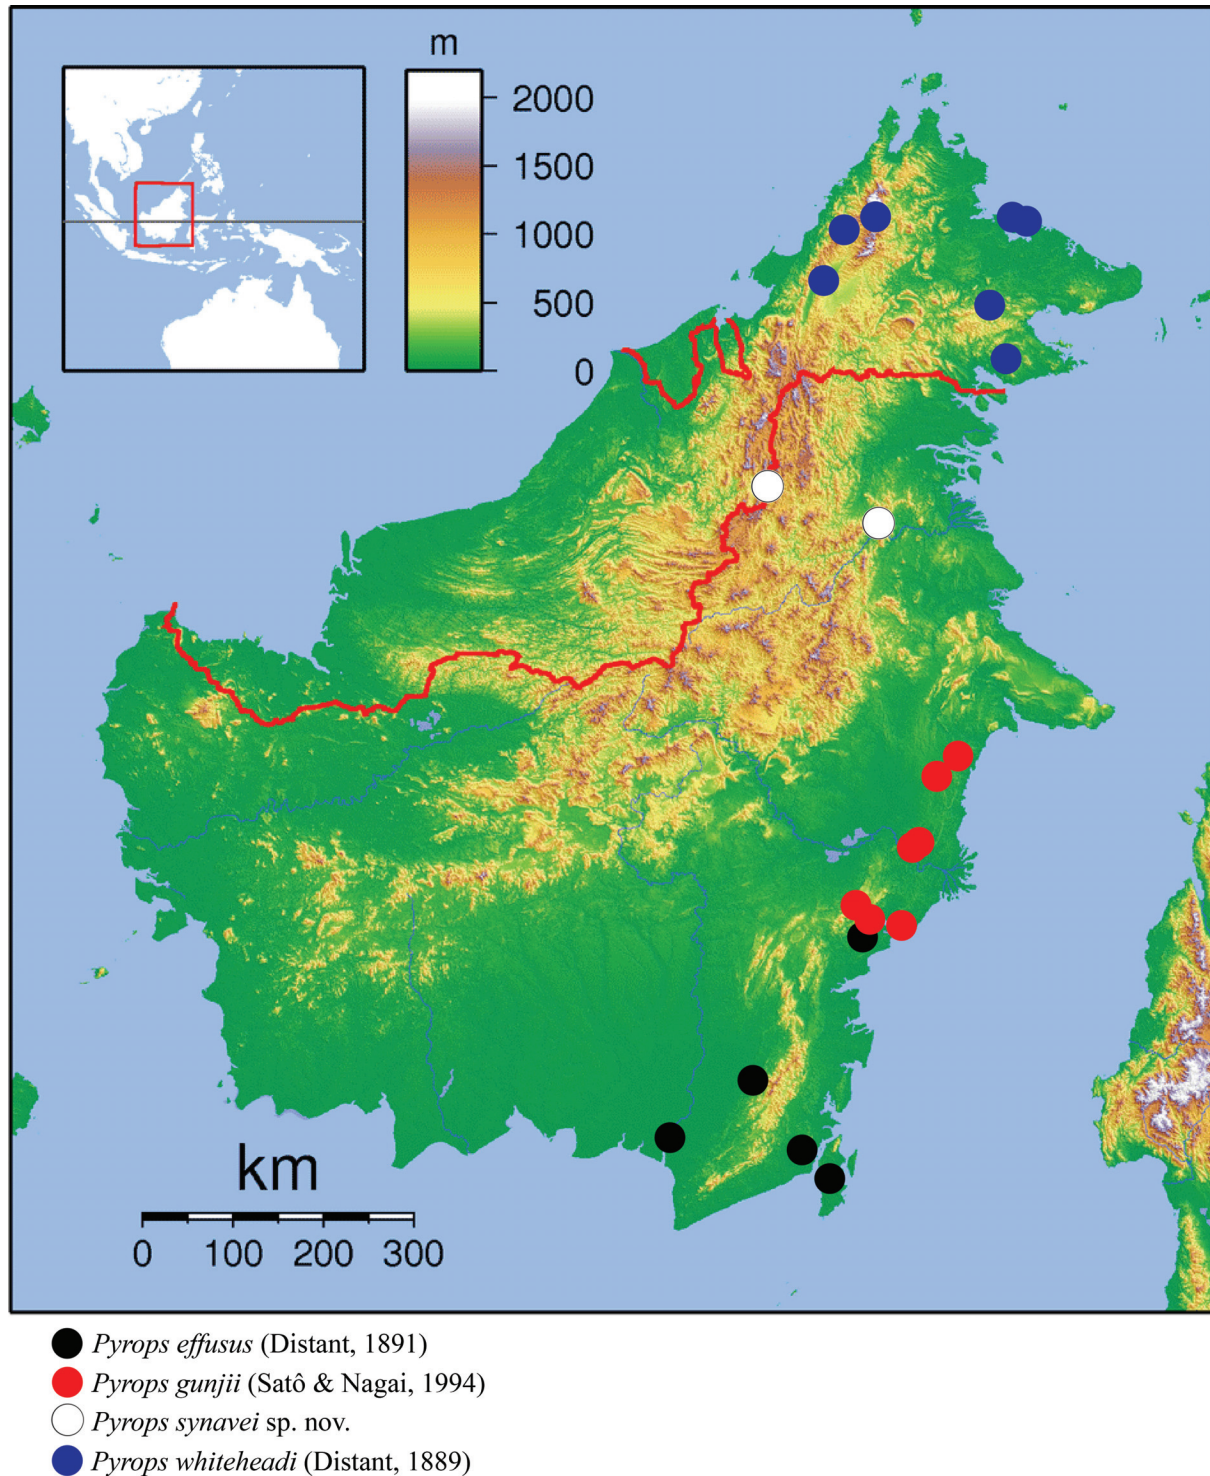 m
2000
1500
1000
500
0
km
0 100 200 300
Pyrops effusus (Distant, 1891)
Pyrops gunjii (Satô & Nagai, 1994)
Pyrops synavei sp. nov.
Pyrops whiteheadi (Distant, 1889)